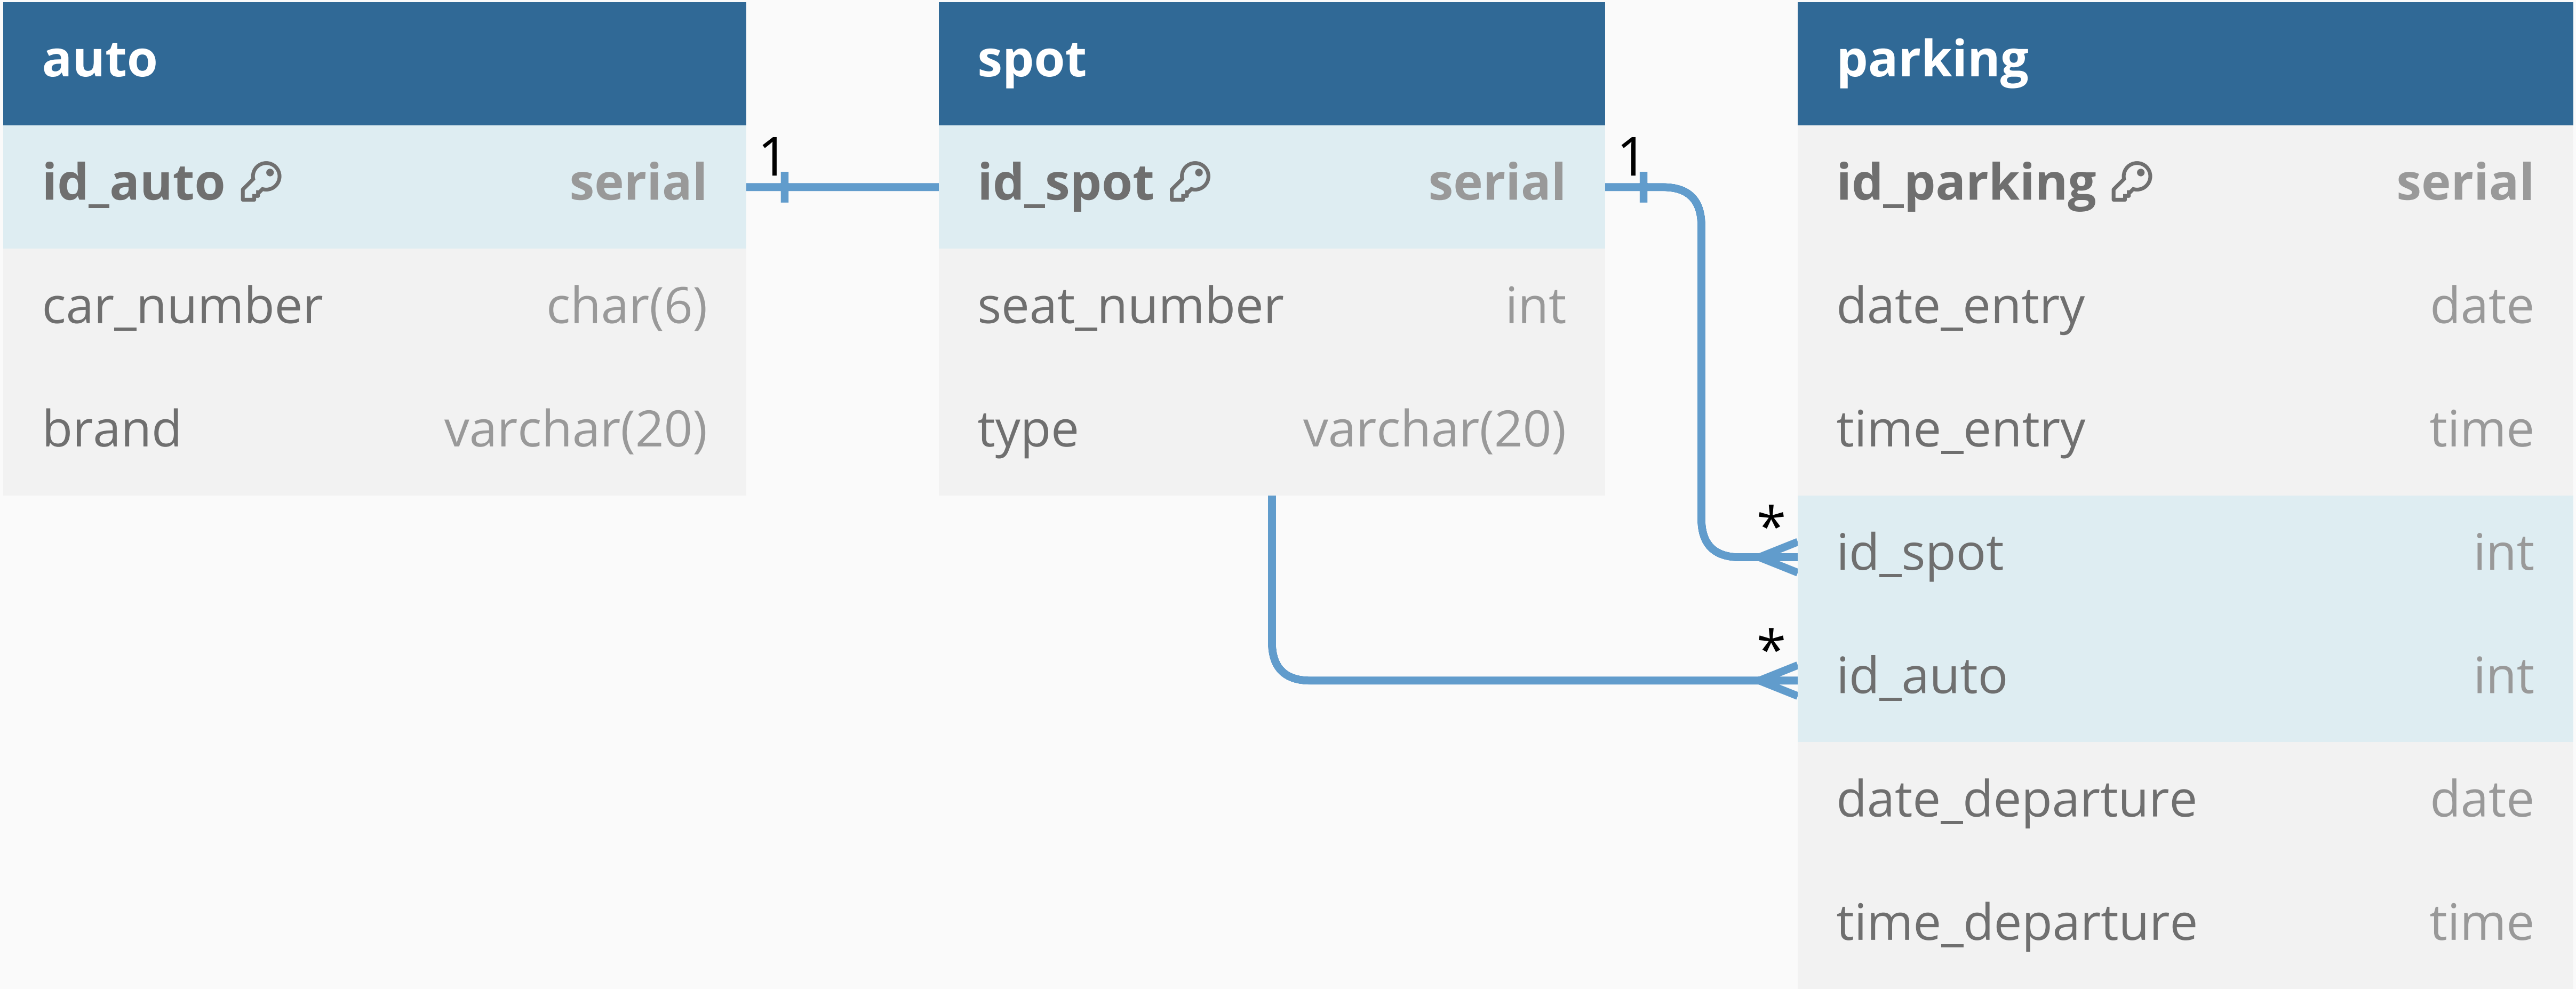 auto
id_auto serial
car_number char(6)
brand varchar(20)
1
spot
id_spot serial
seat_number int
type varchar(20)
1
*
*
parking
id_parking serial
date_entry date
time_entry time
id_spot int
id_auto int
date_departure date
time_departure time